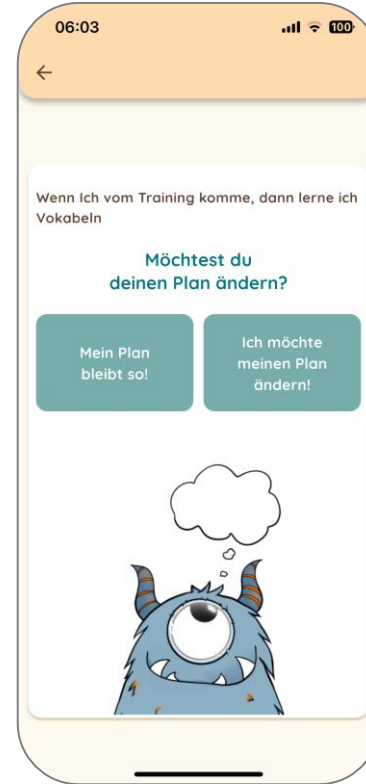 06:03
100
Wenn Ich vom Training komme, dann lerne ich
Vokabeln
Möchtest du
deinen Plan ändern?
Mein Plan
bleibt so!
Ich möchte
meinen Plan
ändern!